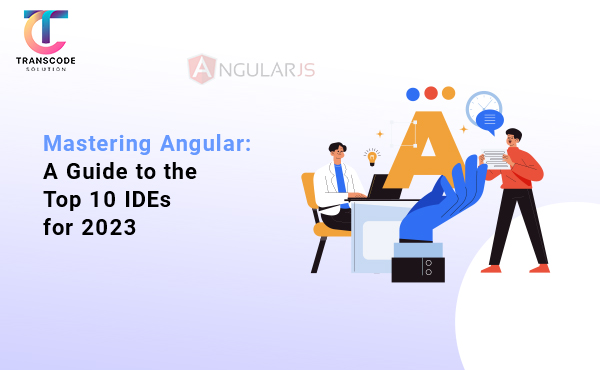 TRANSCODE
SOLUTION
ANGULARJS
Mastering Angular:
A Guide to the
Top 10 IDEs
for 2023
A